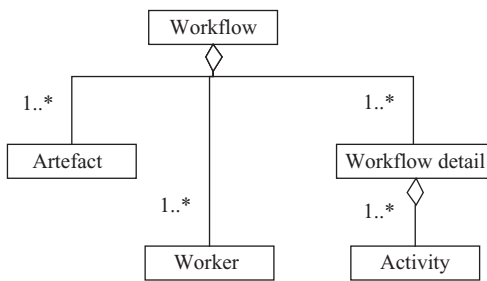 Workflow
1..*
1..*
Artefact
Workflow detail
1..*
1..*
Worker
Activity